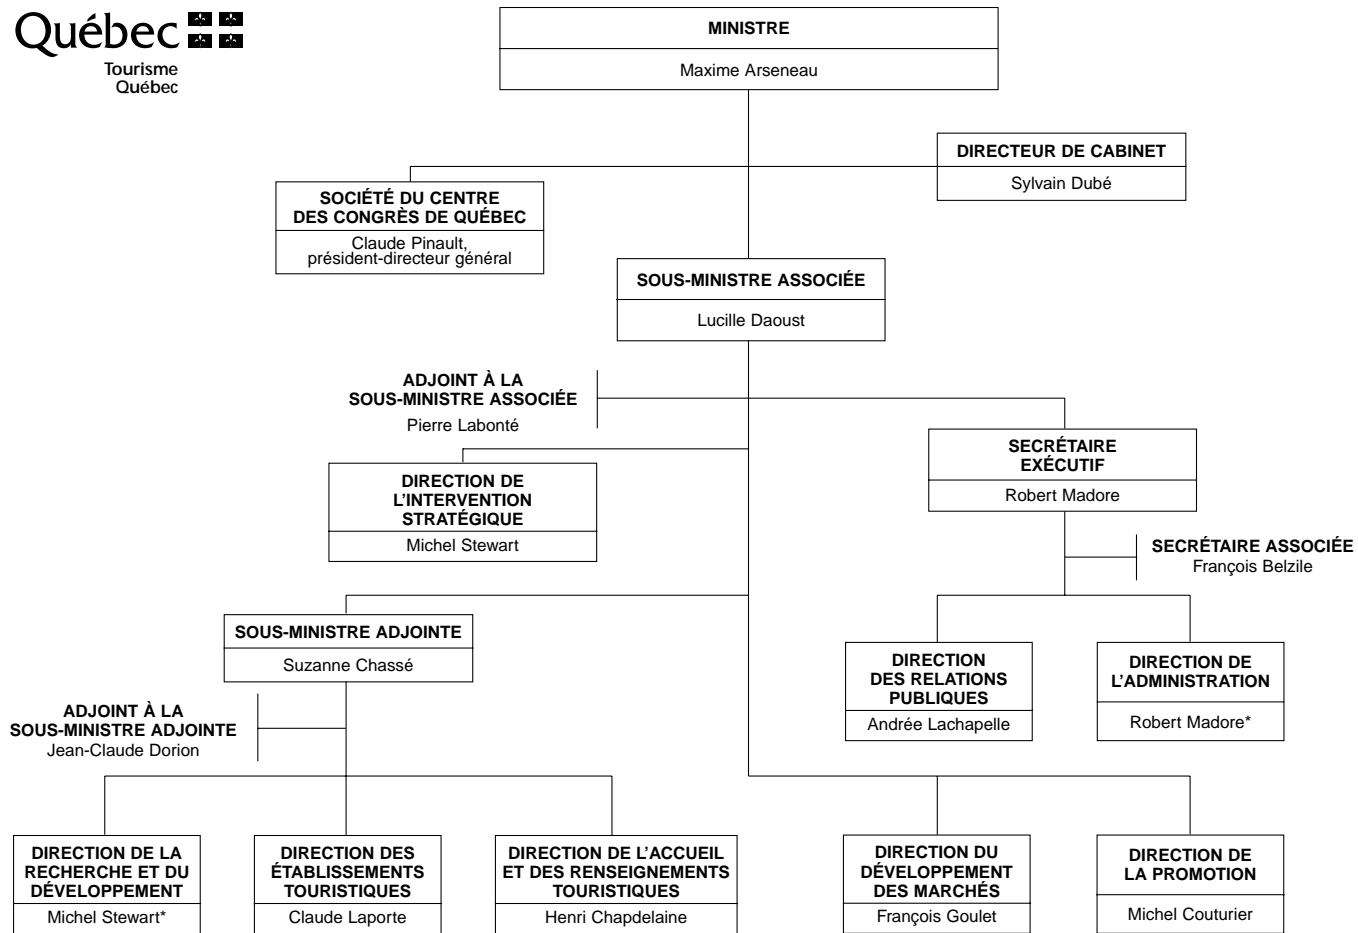 Québec
Tourisme
Québec
MINISTRE
Maxime Arseneau
DIRECTEUR DE CABINET
Sylvain Dubé
SOCIÉTÉ DU CENTRE
DES CONGRÈS DE QUÉBEC
Claude Pinault,
président-directeur général
SOUS-MINISTRE ASSOCIÉE
Lucille Daoust
ADJOINT À LA
SOUS-MINISTRE ASSOCIÉE
Pierre Labonté
SECRÉTAIRE
EXÉCUTIF
Robert Madore
DIRECTION DE
L'INTERVENTION
STRATÉGIQUE
Michel Stewart
SECRÉTAIRE ASSOCIÉE
François Belzile
SOUS-MINISTRE ADJOINTE
Suzanne Chassé
DIRECTION
DES RELATIONS
PUBLIQUES
Andrée Lachapelle
DIRECTION DE
L'ADMINISTRATION
Robert Madore*
ADJOINT À LA
SOUS-MINISTRE ADJOINTE
Jean-Claude Dorion
DIRECTION DE LA
RECHERCHE ET DU
DÉVELOPPEMENT
Michel Stewart*
DIRECTION DES
ÉTABLISSEMENTS
TOURISTIQUES
Claude Laporte
DIRECTION DE L'ACCUEIL
ET DES RENSEIGNEMENTS
TOURISTIQUES
Henri Chapdelaine
DIRECTION DU
DÉVELOPPEMENT
DES MARCHÉS
François Goulet
DIRECTION DE
LA PROMOTION
Michel Couturier